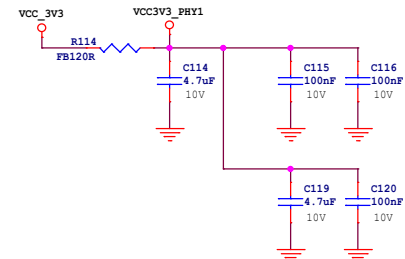 VCC_3V3
VCC3V3_PHY1
R114
FB120R
C114
4.7uF
10V
C115
100nF
10V
C116
100nF
10V
C119
4.7uF
10V
C120
100nF
10V